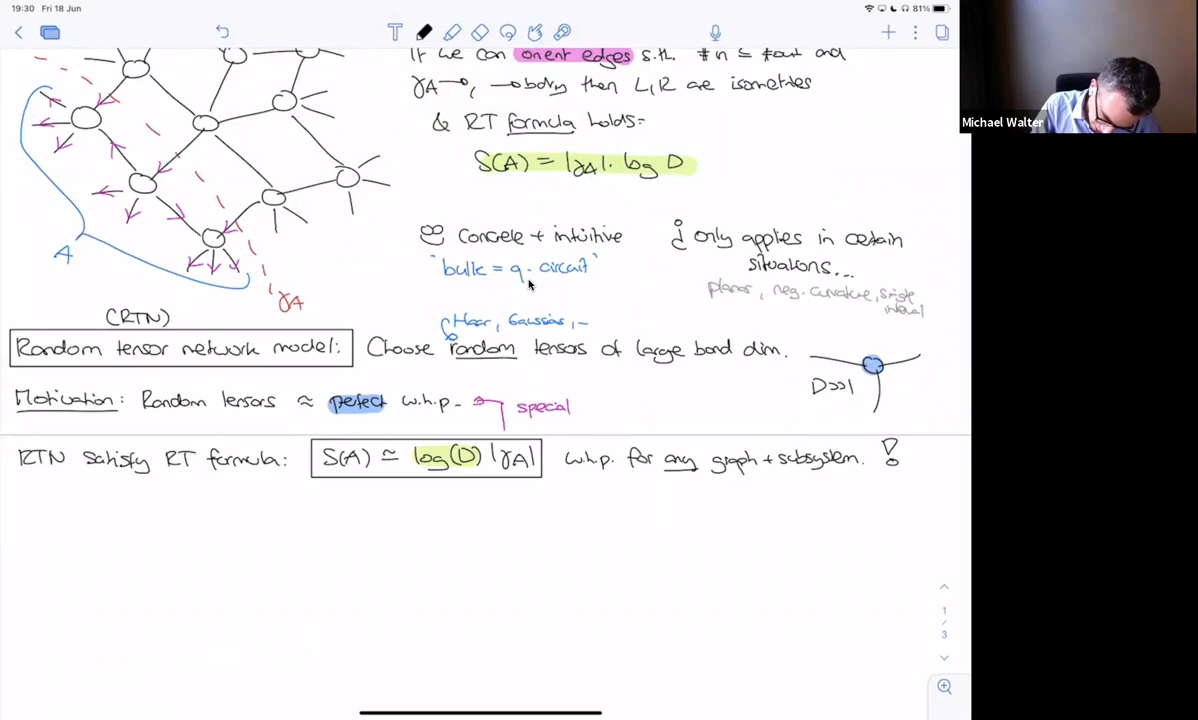 19:30 Fri 18 Jun
81%
If we can orient edges s.th. #in ≤ #out and
γA→o, →obdry then L,R are isometries
& RT formula holds:
S(A) = |γA|. log D
Concrete + intuitive
"bulk = q. circuit"
only applies in certain
situations...
planar, neg. curvature, single
interval
A
γA
(RTN)
Haar, Gaussian, ...
Random tensor network model: Choose random tensors of large bond dim.
D>>1
Motivation: Random tensors ≈ perfect w.h.p.
special
RTN satisfy RT formula: S(A) ≃ log(D) |γA| w.h.p. for any graph + subsystem. !
Michael Walter
1
/
3
T